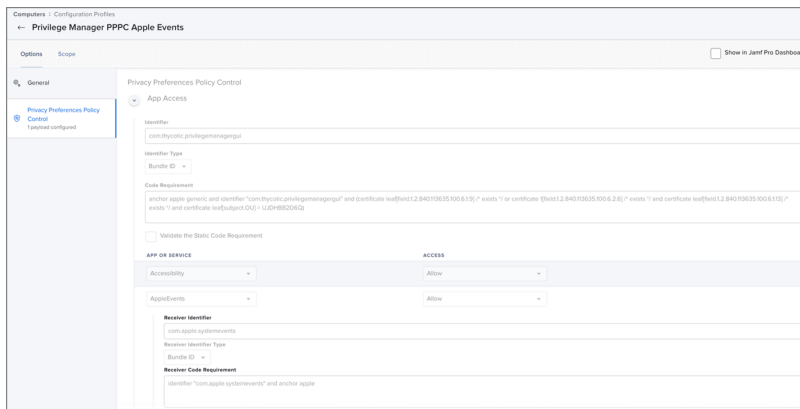 Computers : Configuration Profiles
← Privilege Manager PPPC Apple Events
Options Scope
Show in Jamf Pro Dashboa
General
Privacy Preferences Policy
Control
1 payload configured
Privacy Preferences Policy Control
App Access
Identifier
com.thycotic.privilegemanagergui
Identifier Type
Bundle ID
Code Requirement
anchor apple generic and identifier "com.thycotic.privilegemanagergui" and (certificate leaf[field.1.2.840.113635.100.6.1.9] /* exists */ or certificate 1[field.1.2.840.113635.100.6.2.6] /* exists */ and certificate leaf[field.1.2.840.113635.100.6.1.13] /*
exists */ and certificate leaf[subject.OU] = UJDHBB2D6Q)
Validate the Static Code Requirement
APP OR SERVICE ACCESS
Accessibility Allow
AppleEvents Allow
Receiver Identifier
com.apple.systemevents
Receiver Identifier Type
Bundle ID
Receiver Code Requirement
identifier "com.apple.systemevents" and anchor apple